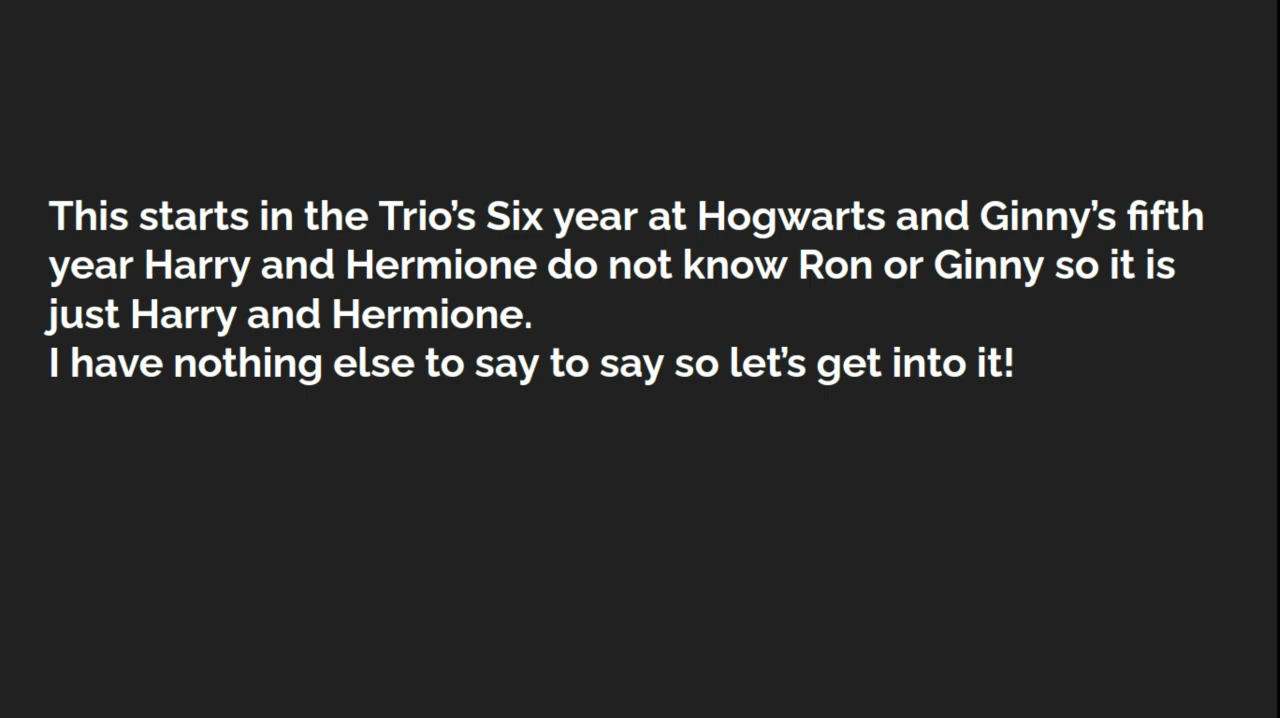 This starts in the Trio’s Six year at Hogwarts and Ginny’s fifth
year Harry and Hermione do not know Ron or Ginny so it is
just Harry and Hermione.
I have nothing else to say to say so let’s get into it!